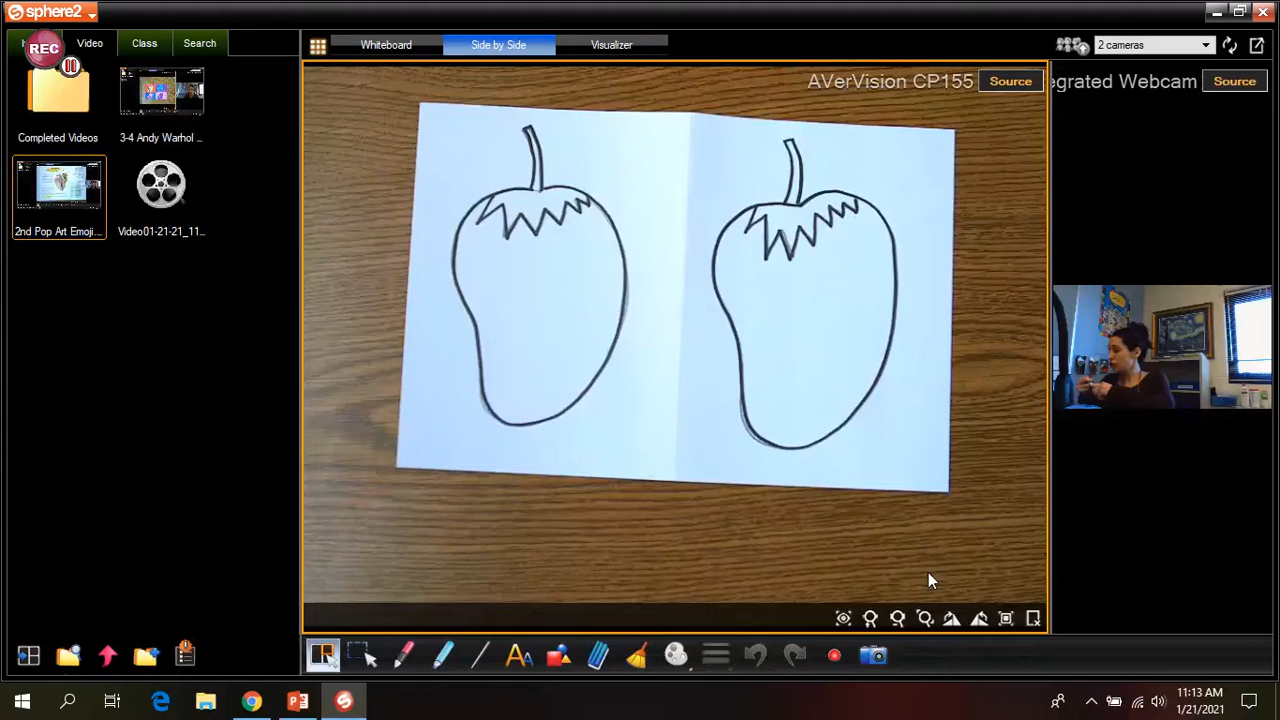 sphere2
REC
Video
Class
Search
Whiteboard
Side by Side
Visualizer
2 cameras
AVerVision CP155
Source
egrated Webcam
Source
Completed Videos
3-4 Andy Warhol ...
2nd Pop Art Emoji...
Video01-21-21_11...
11:13 AM
1/21/2021